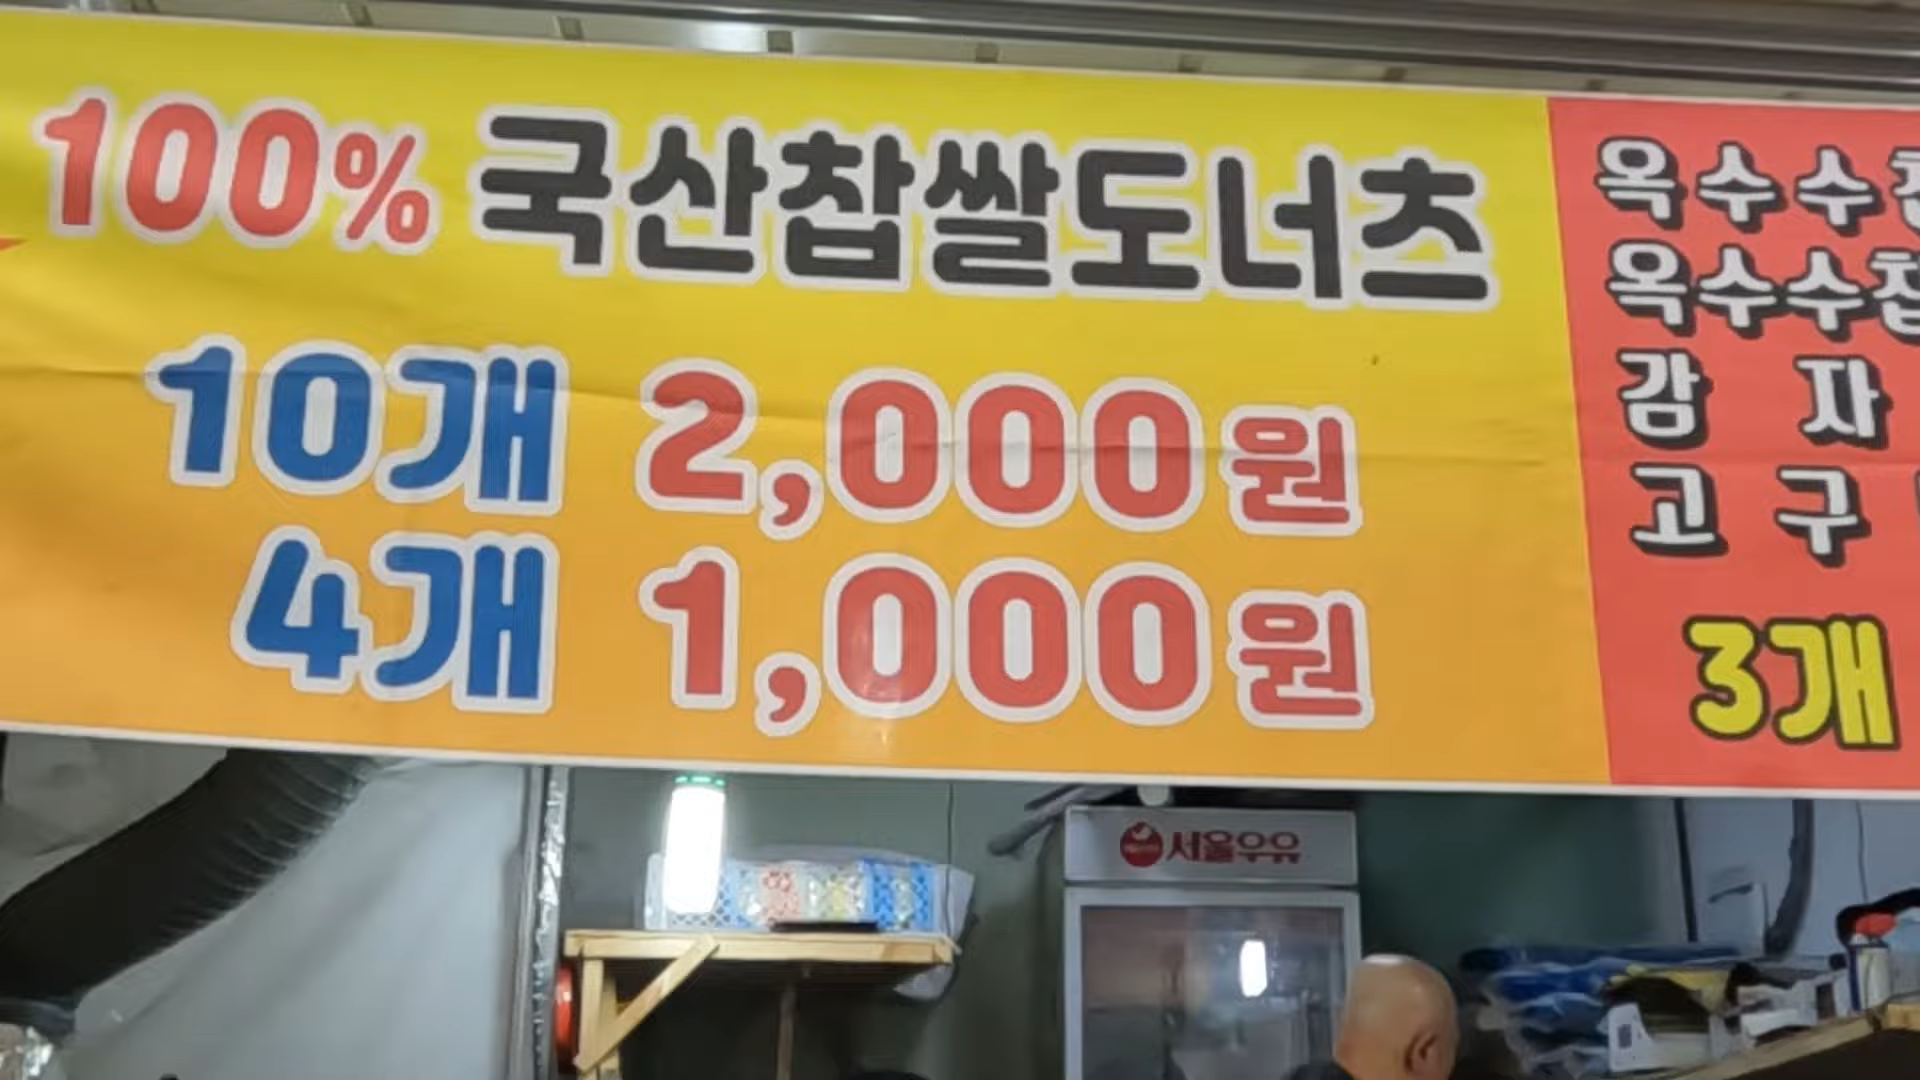 100% 국산찹쌀도너츠
10개 2,000원
4개 1,000원
옥수수
옥수수찹
감자
고구
3개
서울우유